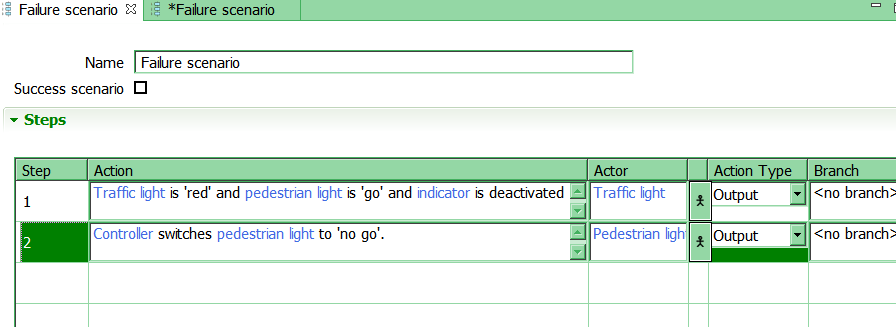 Failure scenario *Failure scenario
Name Failure scenario
Success scenario
Steps
Step Action Actor Action Type Branch
1 Traffic light is 'red' and pedestrian light is 'go' and indicator is deactivated Traffic light Output <no branch>
2 Controller switches pedestrian light to 'no go'. Pedestrian ligh Output <no branch>